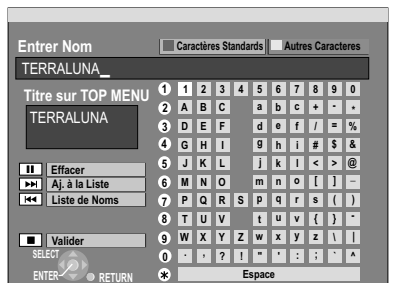 Entrer Nom
Caractères Standards Autres Caracteres
TERRALUNA_
Titre sur TOP MENU
TERRALUNA
1 1 2 3 4 5 6 7 8 9 0
2 A B C a b c + - *
3 D E F d e f / = %
4 G H I g h i # $ &
5 J K L j k l < > @
6 M N O m n o [ ] _
7 P Q R S p q r s ( )
8 T U V t u v { } -
9 W X Y Z w x y z \ |
0 . , ? ! " ' : ; ` ^
* Espace
Effacer
Aj. à la Liste
Liste de Noms
Valider
SELECT
ENTER RETURN